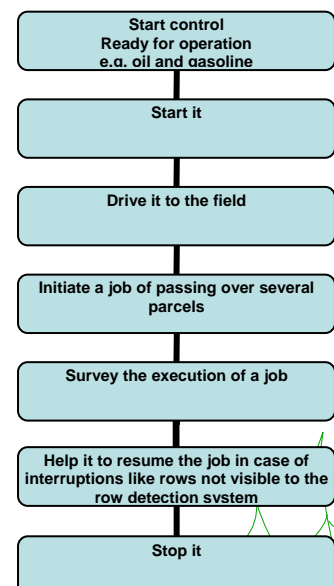 Start control
Ready for operation
e.g. oil and gasoline
Start it
Drive it to the field
Initiate a job of passing over several
parcels
Survey the execution of a job
Help it to resume the job in case of
interruptions like rows not visible to the
row detection system
Stop it